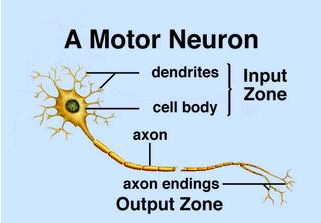 A Motor Neuron
dendrites
cell body
Input
Zone
axon
axon endings
Output Zone